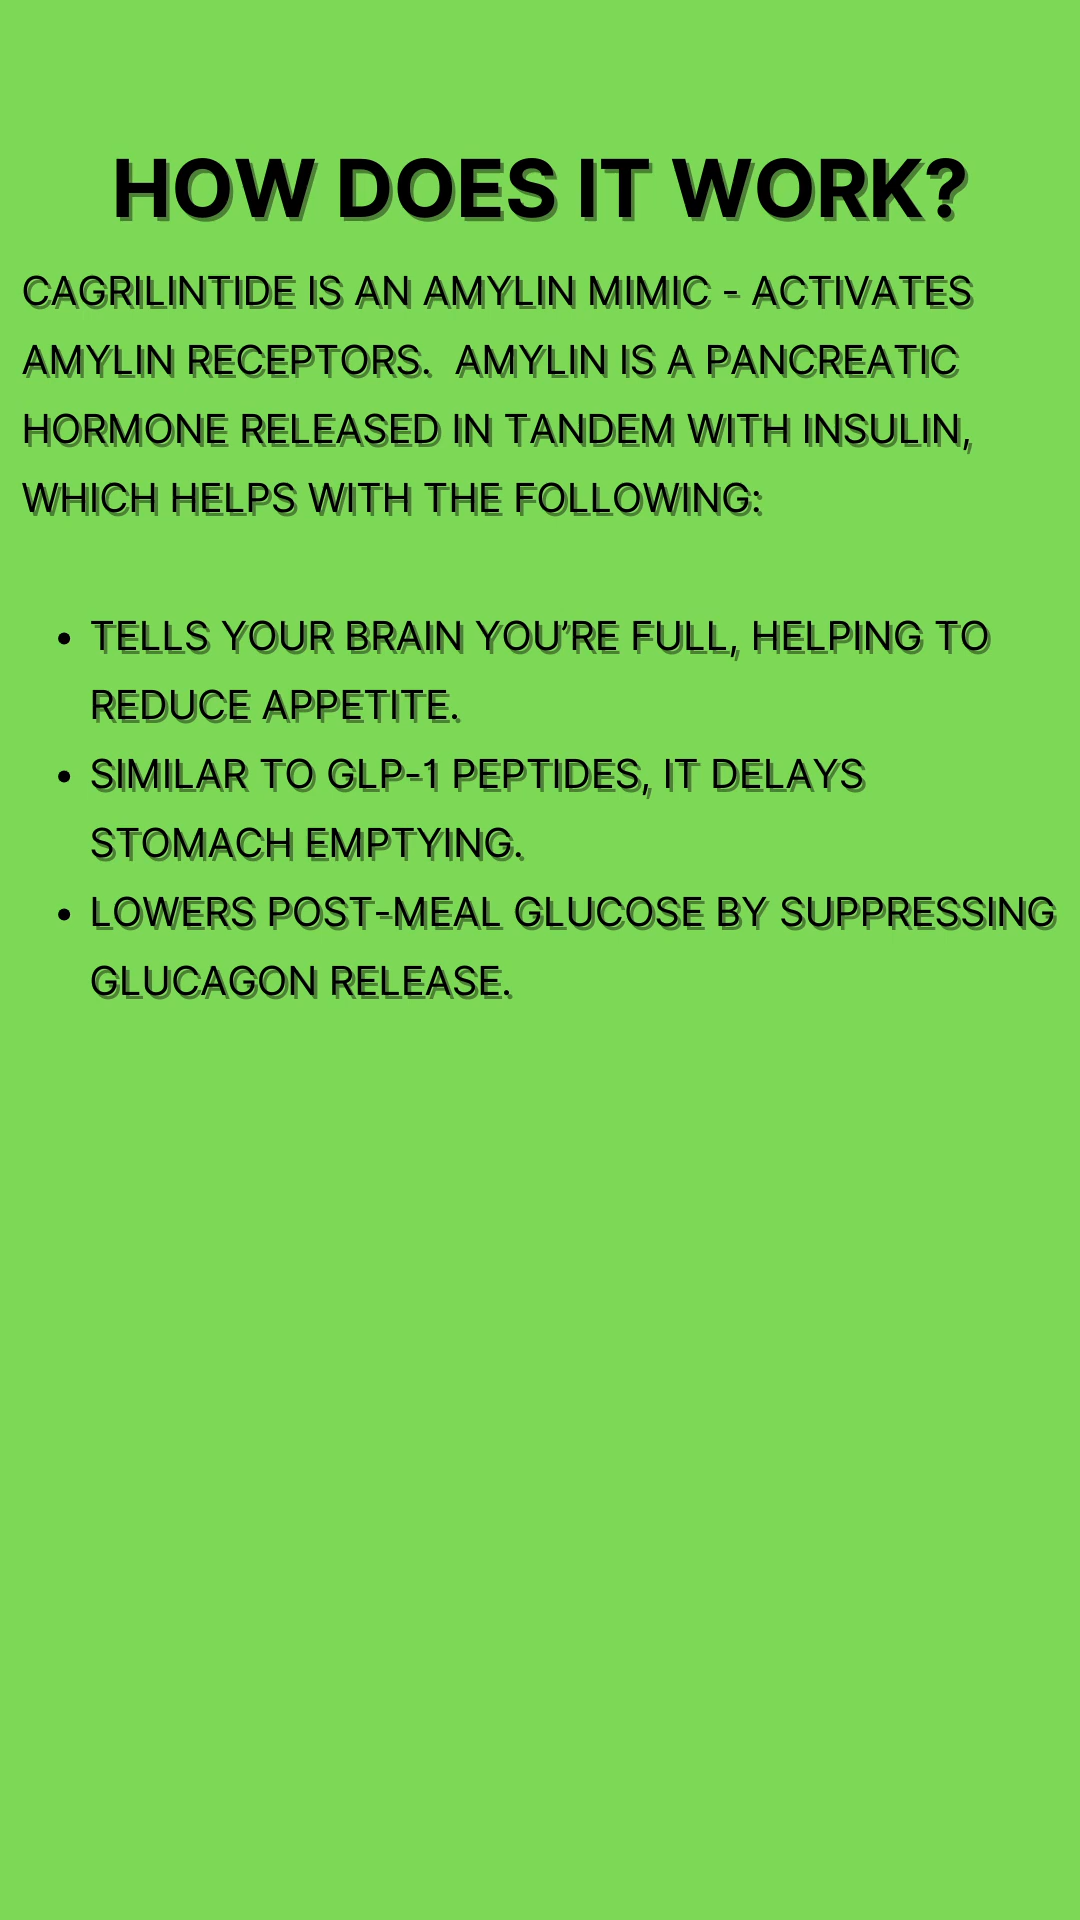 HOW DOES IT WORK?
CAGRILINTIDE IS AN AMYLIN MIMIC - ACTIVATES
AMYLIN RECEPTORS.  AMYLIN IS A PANCREATIC
HORMONE RELEASED IN TANDEM WITH INSULIN,
WHICH HELPS WITH THE FOLLOWING:
• TELLS YOUR BRAIN YOU’RE FULL, HELPING TO
REDUCE APPETITE.
• SIMILAR TO GLP-1 PEPTIDES, IT DELAYS
STOMACH EMPTYING.
• LOWERS POST-MEAL GLUCOSE BY SUPPRESSING
GLUCAGON RELEASE.